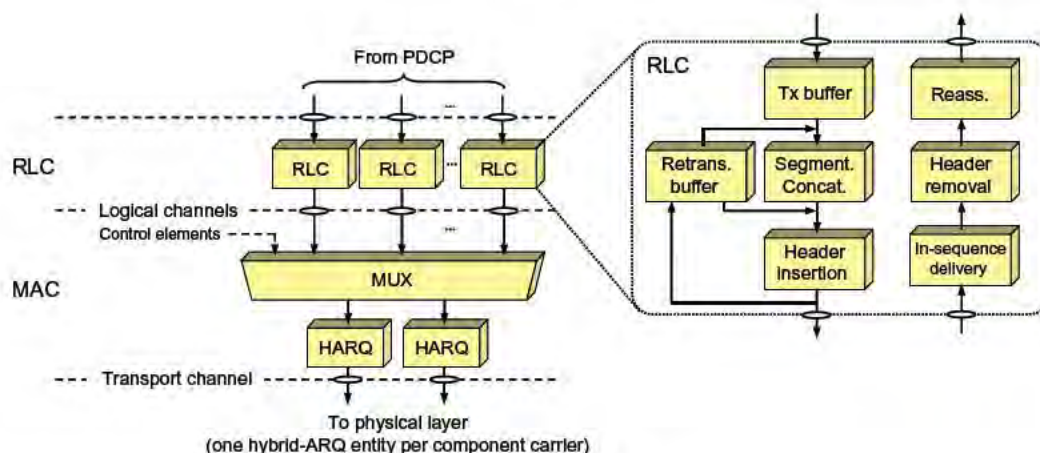 From PDCP
...
RLC
RLC
RLC
...
RLC
Logical channels
...
Control elements
MAC
MUX
HARQ
HARQ
Transport channel
To physical layer
(one hybrid-ARQ entity per component carrier)
RLC
Tx buffer
Reass.
Retrans.
buffer
Segment.
Concat.
Header
removal
Header
insertion
In-sequence
delivery